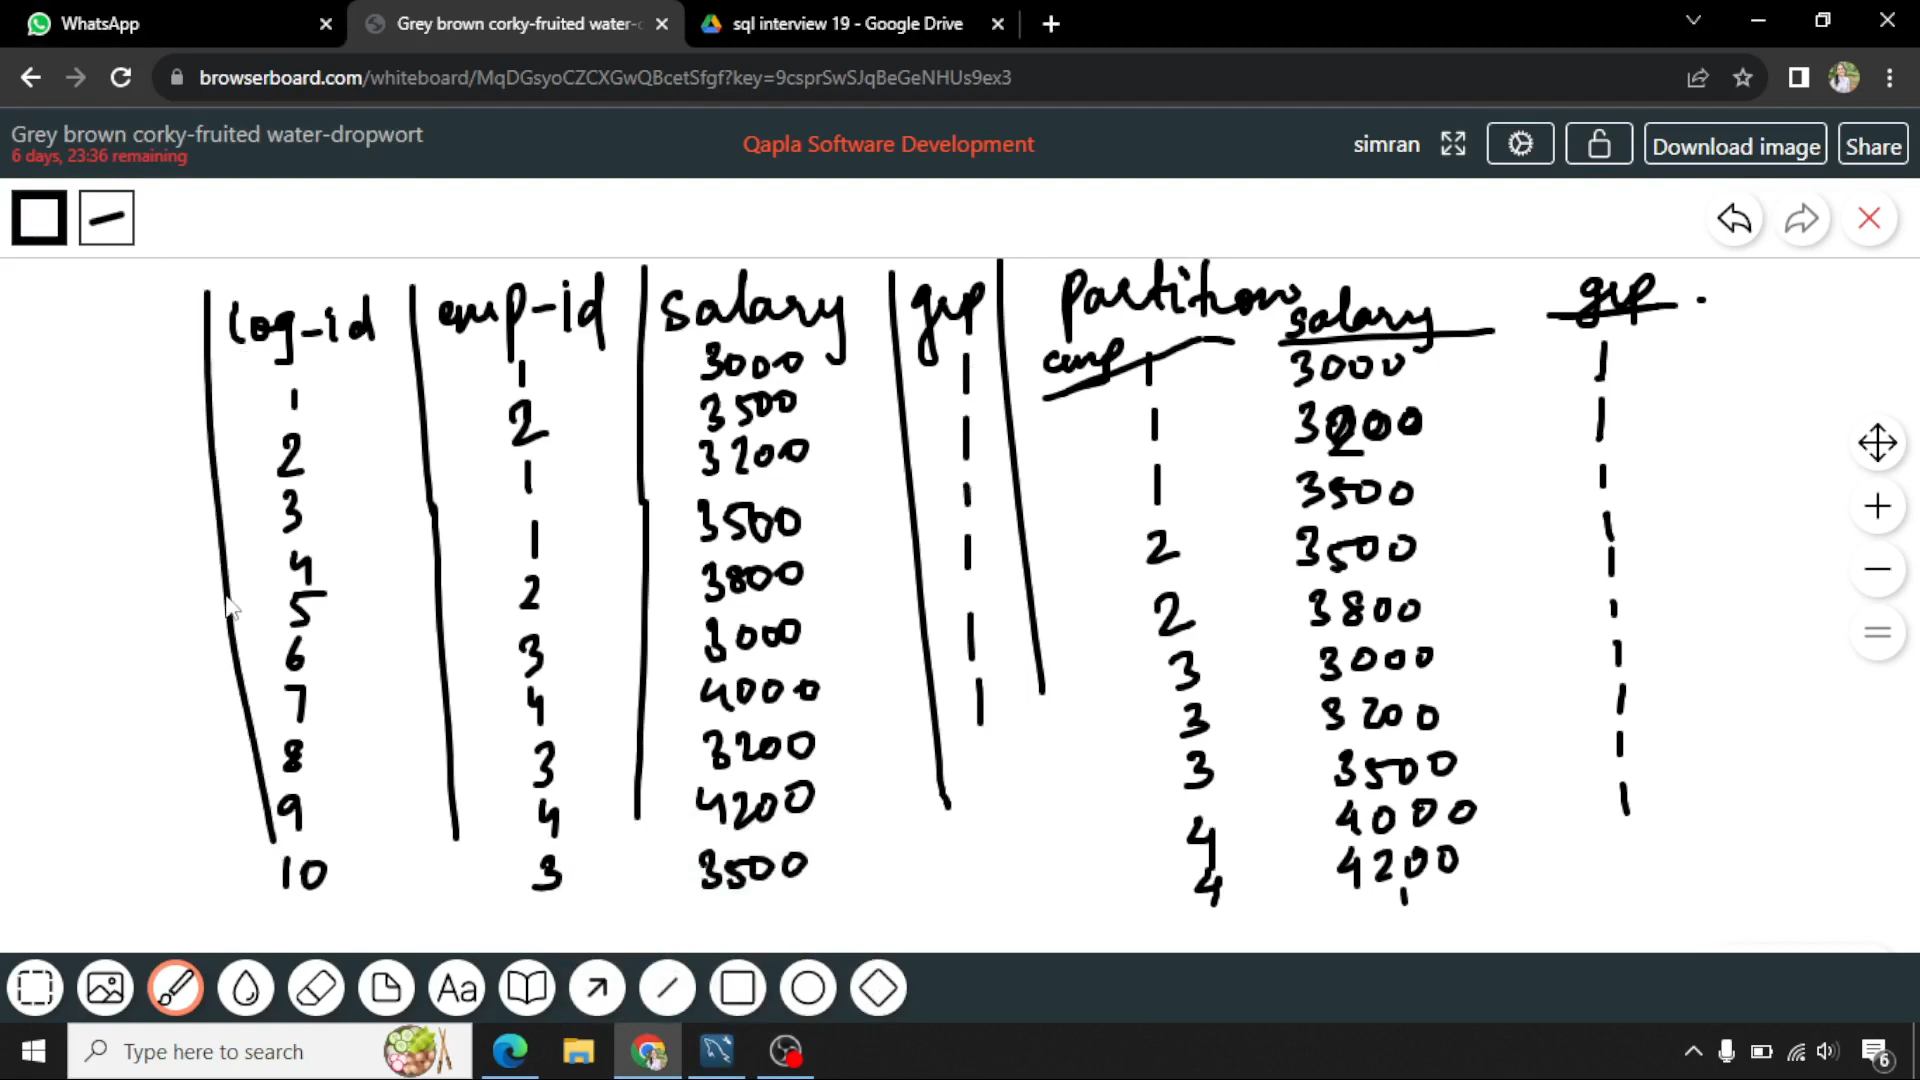 WhatsApp
Grey brown corky-fruited water-
sql interview 19 - Google Drive
browserboard.com/whiteboard/MqDGsyoCZCXGwQBcetSfgf?key=9csprSwSJqBeGeNHUs9ex3
Grey brown corky-fruited water-dropwort
6 days, 23:36 remaining
Qapla Software Development
simran
Download image
Share
log-id emp-id salary grp Partition salary grp
emp
1 1 3000 1 1 3000 1
2 2 3500 1 1 3200 1
3 1 3200 1 1 3500 1
4 1 3500 1 2 3500 1
5 2 3800 1 2 3800 1
6 3 3000 1 3 3000 1
7 4 4000 3 3200 1
8 3 3200 3 3500 1
9 4 4200 4 4000 1
10 3 3500 4 4200
Aa
Type here to search
6